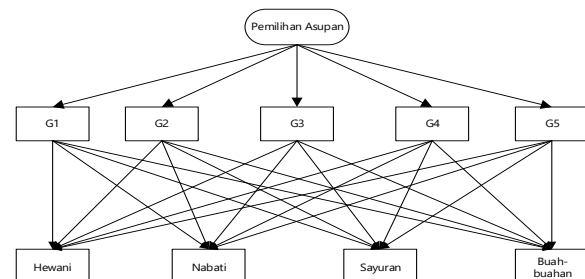 Pemilihan Asupan
G1
G2
G3
G4
G5
Hewani
Nabati
Sayuran
Buah-
buahan